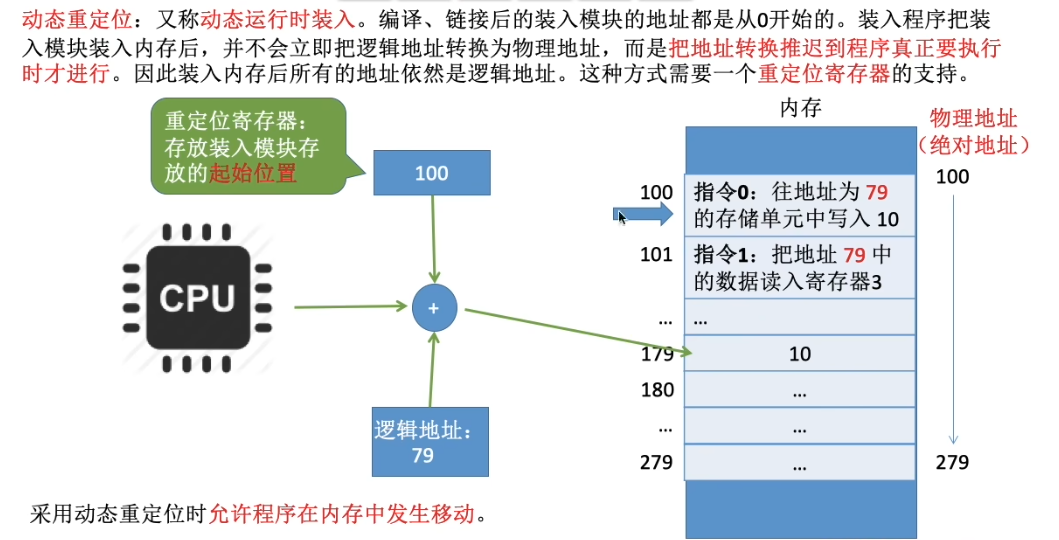 动态重定位：又称动态运行时装入。编译、链接后的装入模块的地址都是从0开始的。装入程序把装
入模块装入内存后，并不会立即把逻辑地址转换为物理地址，而是把地址转换推迟到程序真正要执行
时才进行。因此装入内存后所有的地址依然是逻辑地址。这种方式需要一个重定位寄存器的支持。
重定位寄存器：
存放装入模块存
放的起始位置
100
CPU
+
逻辑地址：
79
内存
物理地址
（绝对地址）
100
100
指令0：往地址为 79
的存储单元中写入 10
101
指令1：把地址 79 中
的数据读入寄存器3
...
...
179
10
180
...
...
...
279
...
279
采用动态重定位时允许程序在内存中发生移动。